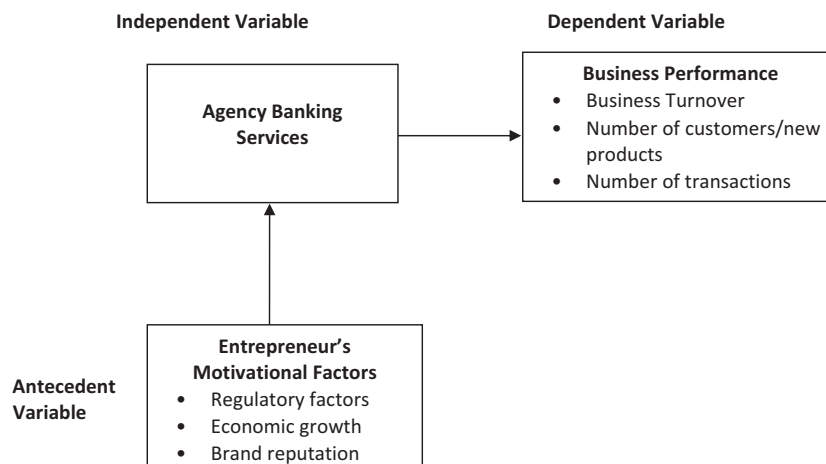 Independent Variable
Dependent Variable
Agency Banking
Services
Business Performance
• Business Turnover
• Number of customers/new
products
• Number of transactions
Antecedent
Variable
Entrepreneur’s
Motivational Factors
• Regulatory factors
• Economic growth
• Brand reputation